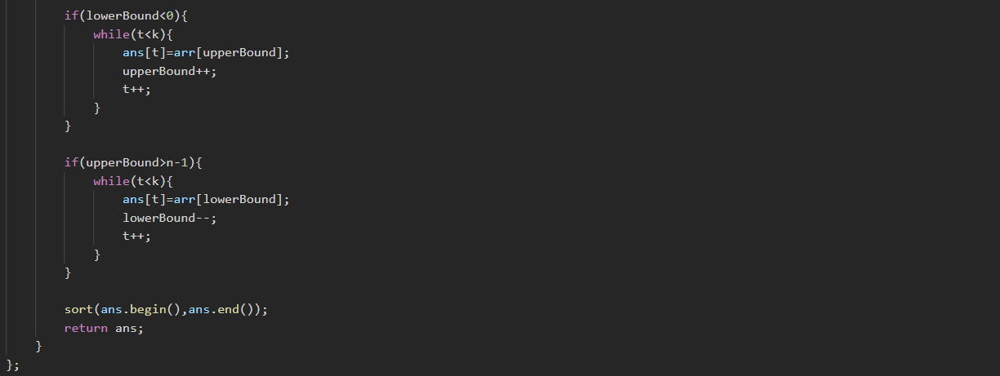 if(lowerBound<0){
while(t<k){
ans[t]=arr[upperBound];
upperBound++;
t++;
}
}
if(upperBound>n-1){
while(t<k){
ans[t]=arr[lowerBound];
lowerBound--;
t++;
}
}
sort(ans.begin(),ans.end());
return ans;
}
};